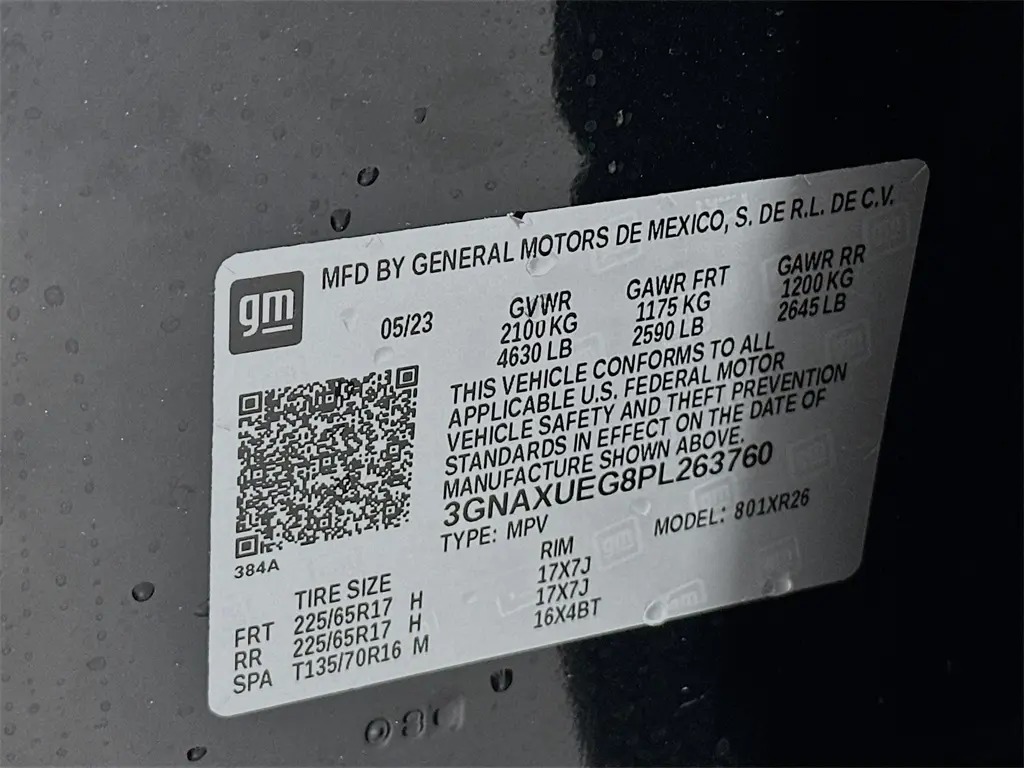 MFD BY GENERAL MOTORS DE MEXICO, S. DE R.L. DE C.V.
gm
05/23
GVWR
2100 KG
4630 LB
GAWR FRT
1175 KG
2590 LB
GAWR RR
1200 KG
2645 LB
THIS VEHICLE CONFORMS TO ALL
APPLICABLE U.S. FEDERAL MOTOR
VEHICLE SAFETY AND THEFT PREVENTION
STANDARDS IN EFFECT ON THE DATE OF
MANUFACTURE SHOWN ABOVE.
3GNAXUEG8PL263760
TYPE: MPV MODEL: 801XR26
384A
TIRE SIZE RIM
FRT 225/65R17 H 17X7J
RR 225/65R17 H 17X7J
SPA T135/70R16 M 16X4BT